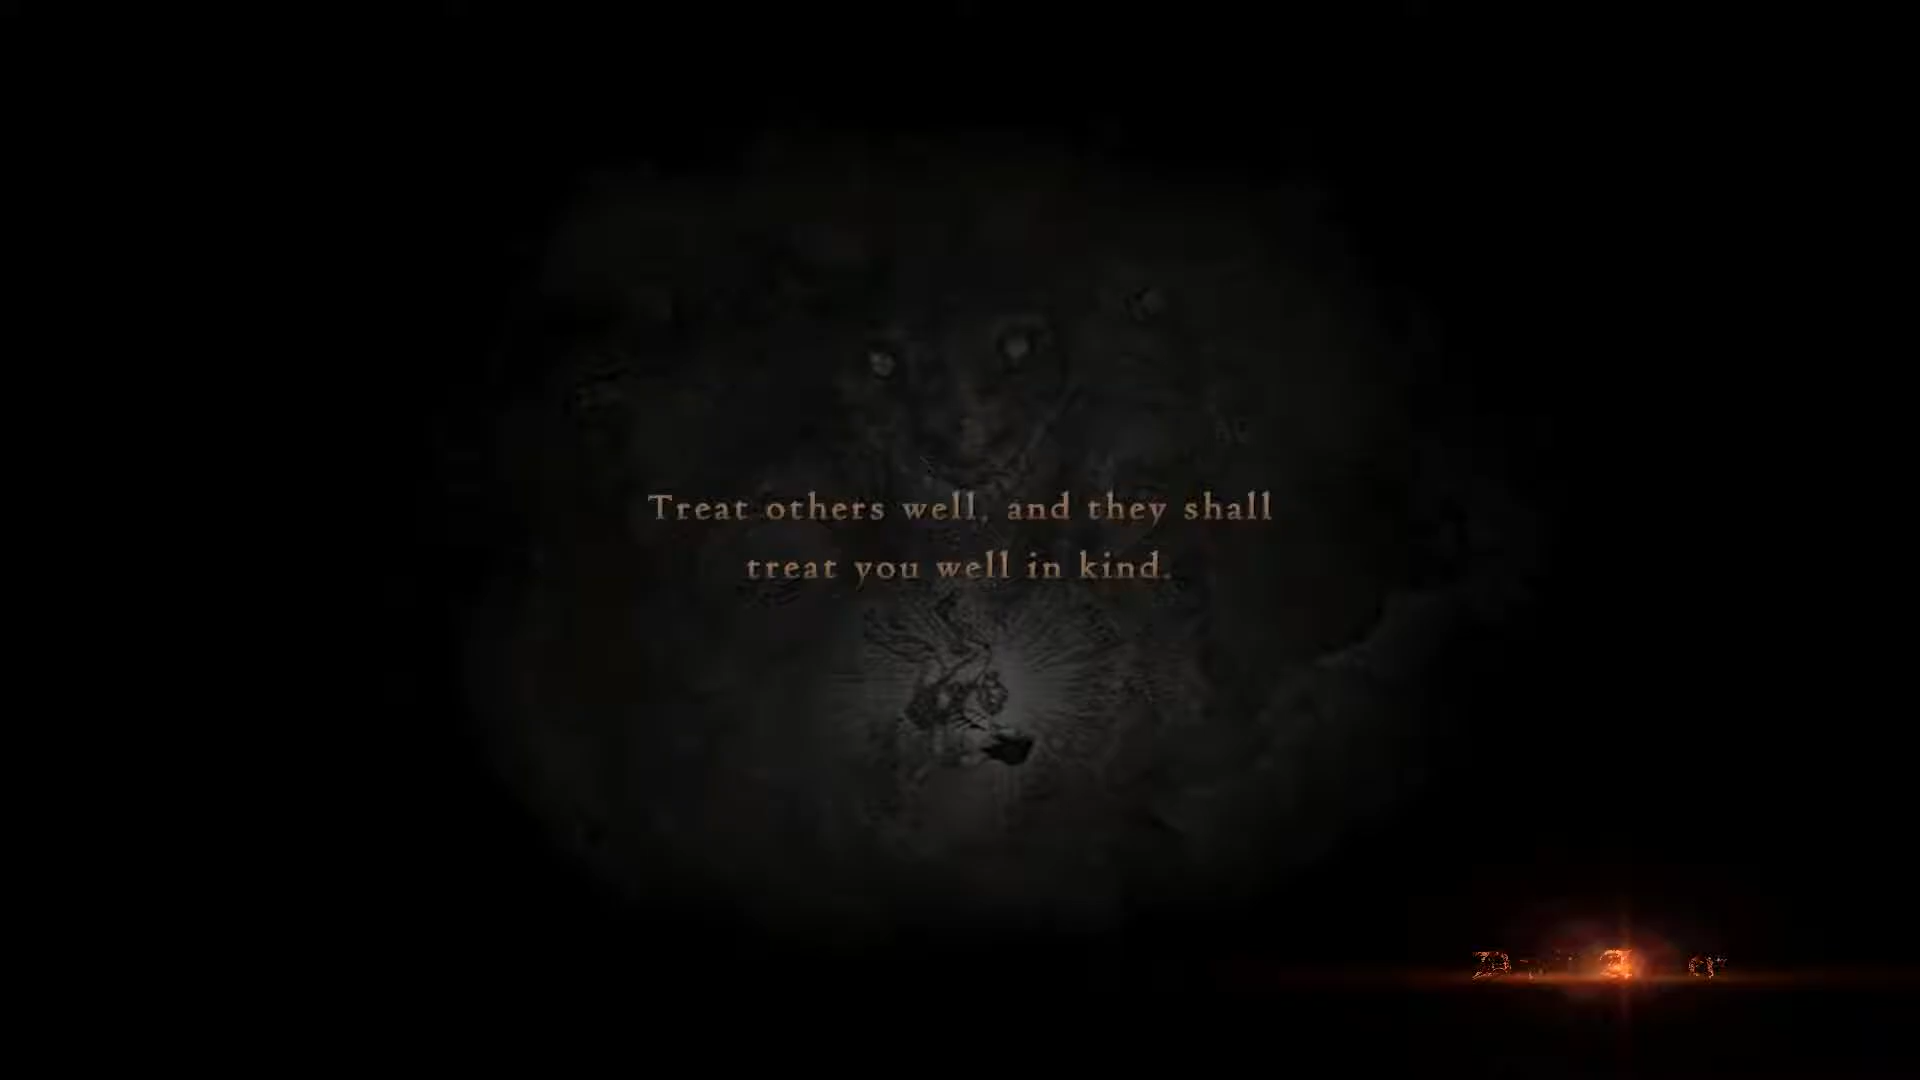 Treat others well, and they shall
treat you well in kind.